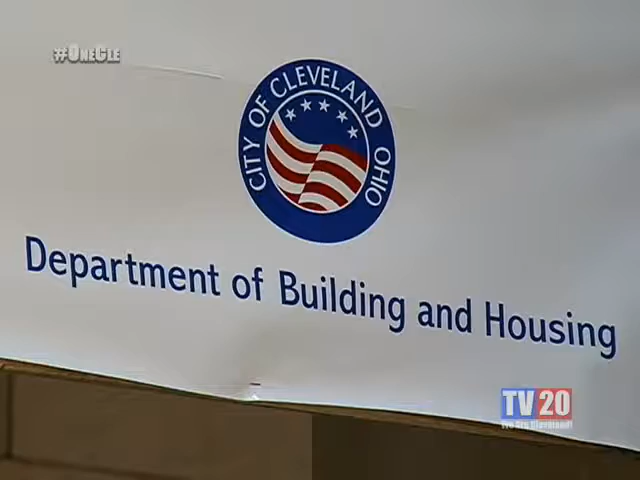 #ONECLE
CITY OF CLEVELAND OHIO
Department of Building and Housing
TV20